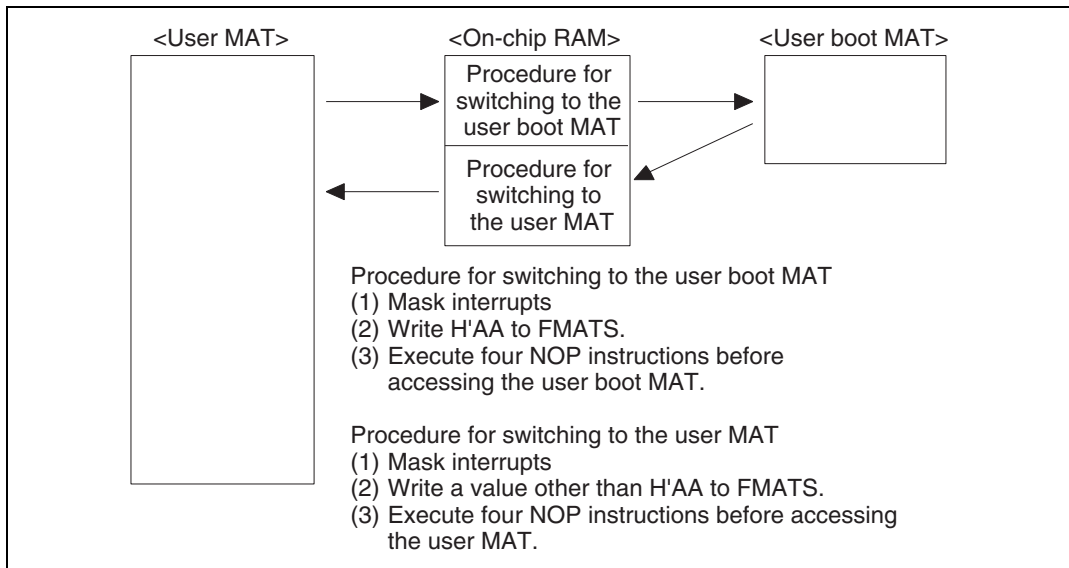 <User MAT>
<On-chip RAM>
<User boot MAT>
Procedure for
switching to the
user boot MAT
Procedure for
switching to
the user MAT
Procedure for switching to the user boot MAT
(1) Mask interrupts
(2) Write H'AA to FMATS.
(3) Execute four NOP instructions before
accessing the user boot MAT.
Procedure for switching to the user MAT
(1) Mask interrupts
(2) Write a value other than H'AA to FMATS.
(3) Execute four NOP instructions before accessing
the user MAT.